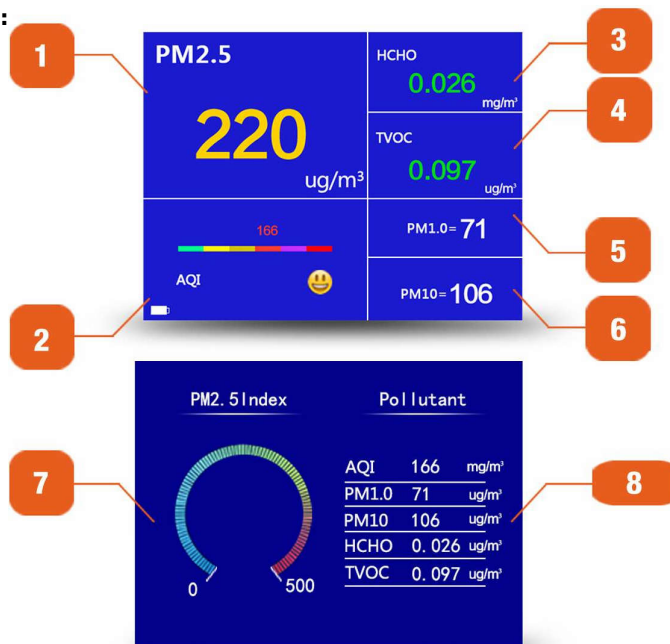 :
1
PM2.5
220
ug/m³
HCHO
0.026
mg/m³
3
TVOC
0.097
ug/m³
4
166
AQI
2
PM1.0= 71
5
PM10= 106
6
PM2.5Index
0
500
7
Pollutant
AQI 166 mg/m³
PM1.0 71 ug/m³
PM10 106 ug/m³
HCHO 0.026 ug/m³
TVOC 0.097 ug/m³
8